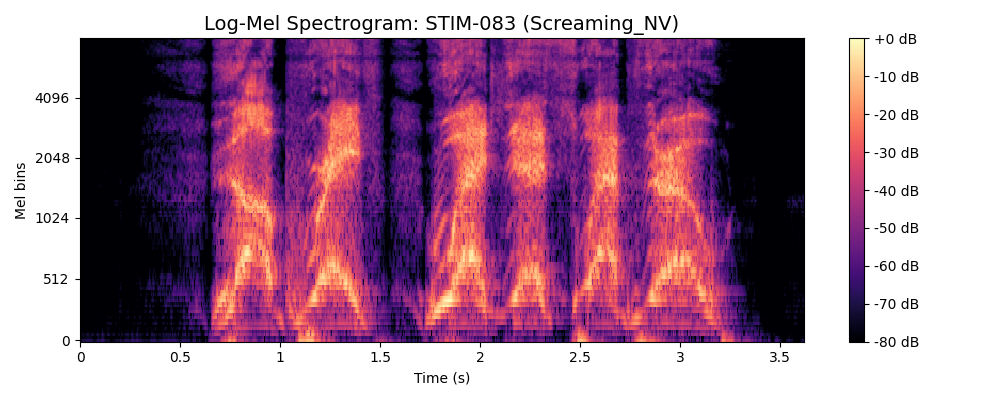 Log-Mel Spectrogram: STIM-083 (Screaming_NV)
Mel bins
4096
2048
1024
512
0
0 0.5 1 1.5 2 2.5 3 3.5
Time (s)
+0 dB
-10 dB
-20 dB
-30 dB
-40 dB
-50 dB
-60 dB
-70 dB
-80 dB